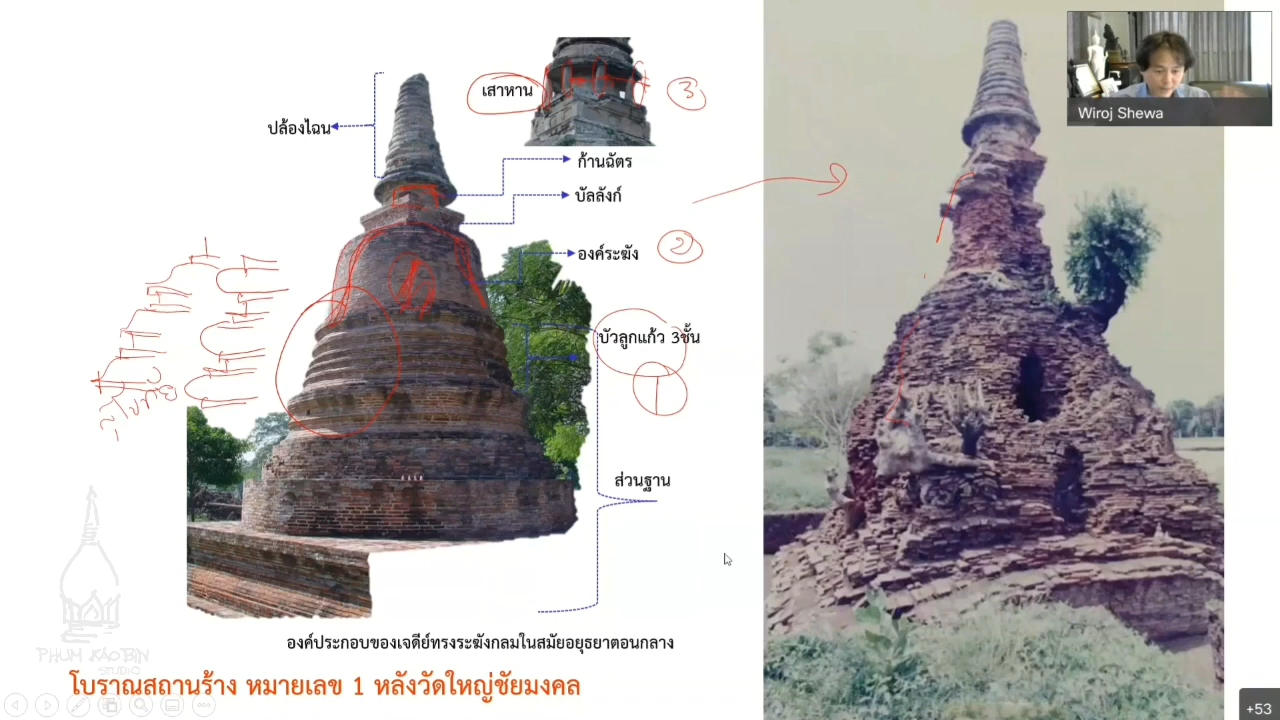 เสาหาน
3
Wiroj Shewa
ปล้องไฉน
ก้านฉัตร
บัลลังก์
องค์ระฆัง
2
บัวลูกแก้ว 3ชั้น
1
ส่วนฐาน
องค์ประกอบของเจดีย์ทรงระฆังกลมในสมัยอยุธยาตอนกลาง
PHUM KAOBIN
STUDIO
โบราณสถานร้าง หมายเลข 1 หลังวัดใหญ่ชัยมงคล
+53